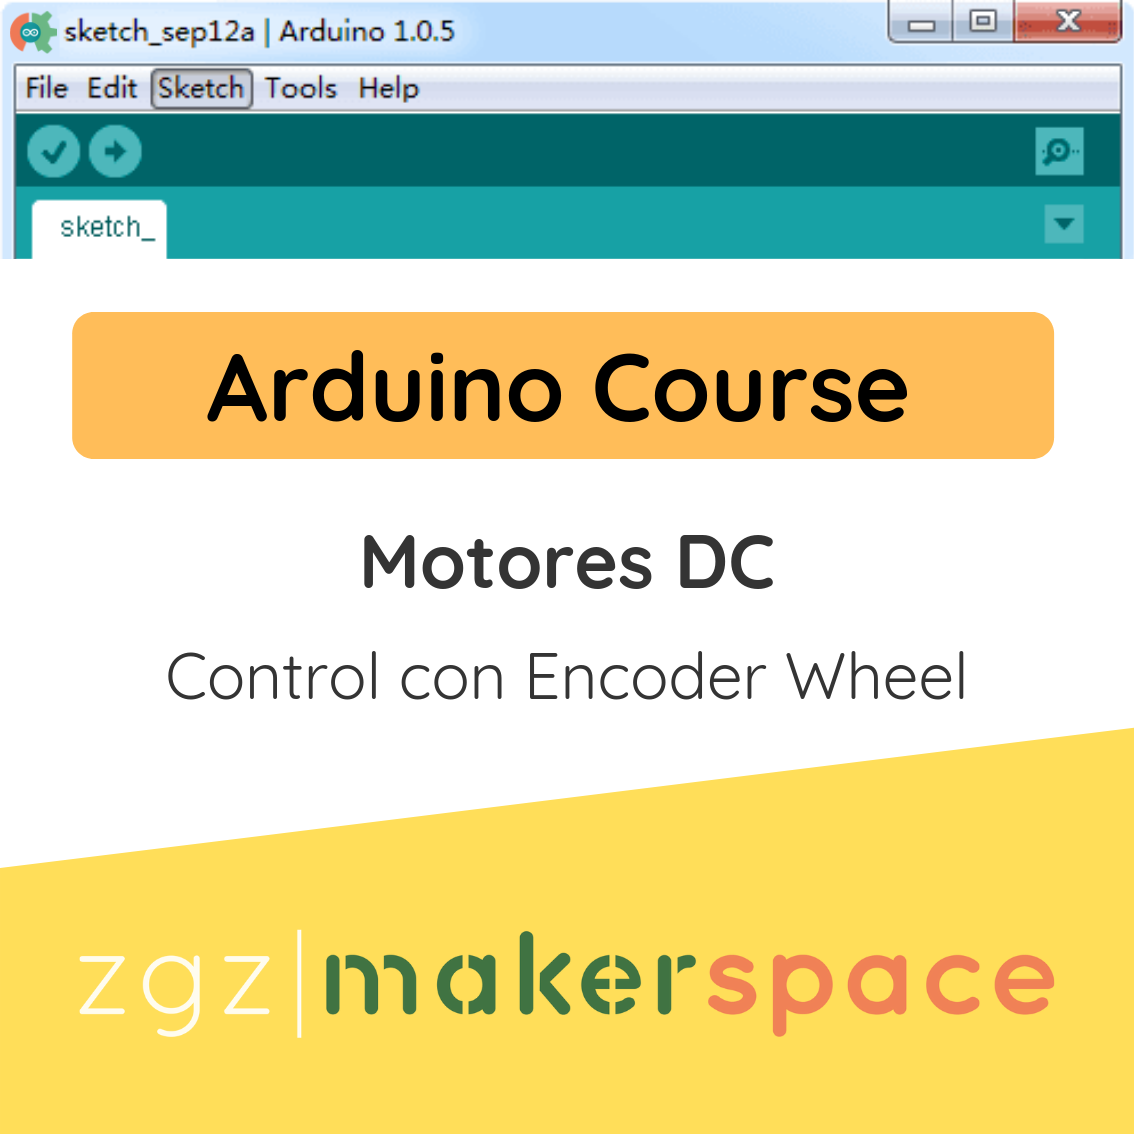 sketch_sep12a | Arduino 1.0.5
File Edit Sketch Tools Help
sketch_
Arduino Course
Motores DC
Control con Encoder Wheel
zgz|makerspace